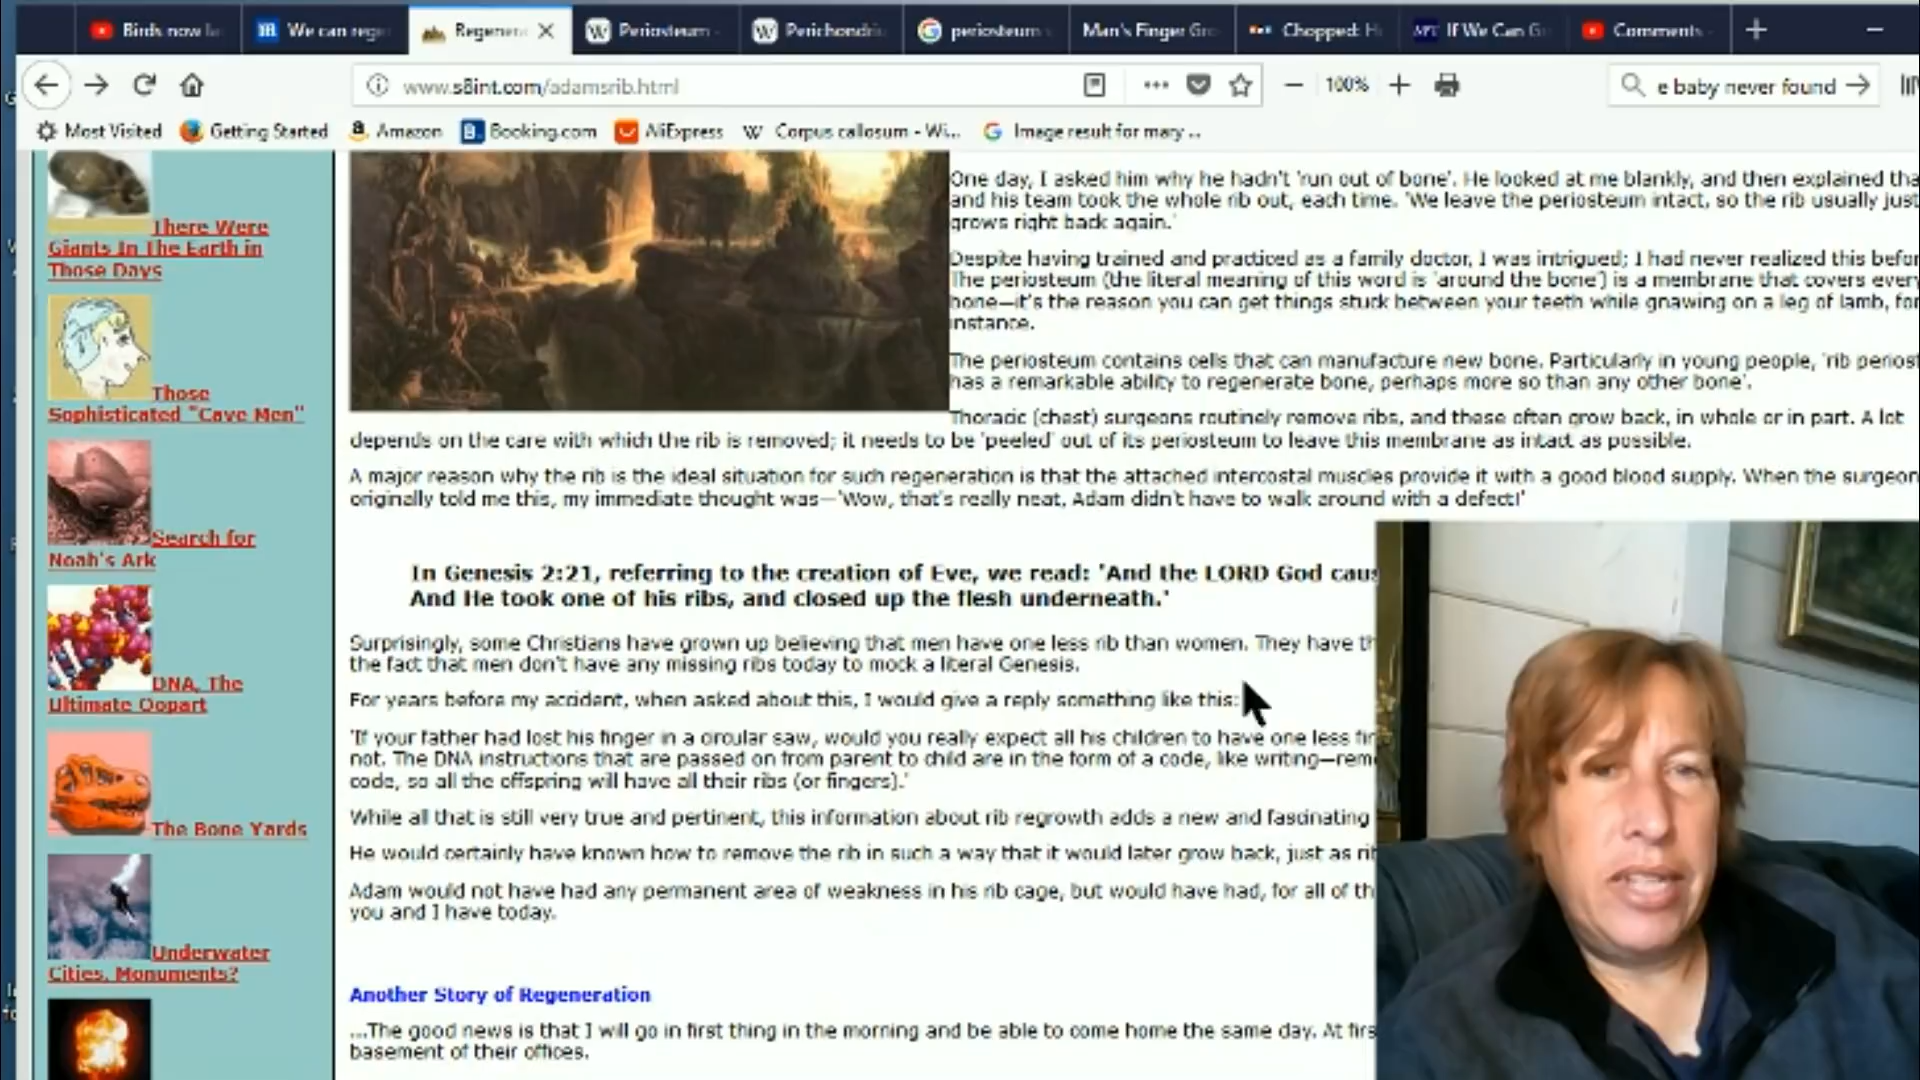 Birds now la
We can rege
Regenera
Periosteum -
Perichondriu
periosteum
Man's Finger Gro
Chopped: H
If We Can G
Comments -
www.s8int.com/adamsrib.html
100%
e baby never found
Most Visited
Getting Started
Amazon
Booking.com
AliExpress
Corpus callosum - Wi...
Image result for mary ...
There Were
Giants In The Earth in
Those Days
Those
Sophisticated "Cave Men"
Search for
Noah's Ark
DNA, The
Ultimate Oopart
The Bone Yards
Underwater
Cities, Monuments?
One day, I asked him why he hadn't 'run out of bone'. He looked at me blankly, and then explained tha
and his team took the whole rib out, each time. 'We leave the periosteum intact, so the rib usually just
grows right back again.'
Despite having trained and practiced as a family doctor, I was intrigued; I had never realized this befor
The periosteum (the literal meaning of this word is 'around the bone') is a membrane that covers every
bone—it's the reason you can get things stuck between your teeth while gnawing on a leg of lamb, for
instance.
The periosteum contains cells that can manufacture new bone. Particularly in young people, 'rib periost
has a remarkable ability to regenerate bone, perhaps more so than any other bone'.
Thoracic (chest) surgeons routinely remove ribs, and these often grow back, in whole or in part. A lot
depends on the care with which the rib is removed; it needs to be 'peeled' out of its periosteum to leave this membrane as intact as possible.
A major reason why the rib is the ideal situation for such regeneration is that the attached intercostal muscles provide it with a good blood supply. When the surgeon
originally told me this, my immediate thought was—'Wow, that's really neat, Adam didn't have to walk around with a defect!'
In Genesis 2:21, referring to the creation of Eve, we read: 'And the LORD God caus
And He took one of his ribs, and closed up the flesh underneath.'
Surprisingly, some Christians have grown up believing that men have one less rib than women. They have th
the fact that men don't have any missing ribs today to mock a literal Genesis.
For years before my accident, when asked about this, I would give a reply something like this:
'If your father had lost his finger in a circular saw, would you really expect all his children to have one less fin
not. The DNA instructions that are passed on from parent to child are in the form of a code, like writing—rem
code, so all the offspring will have all their ribs (or fingers).'
While all that is still very true and pertinent, this information about rib regrowth adds a new and fascinating
He would certainly have known how to remove the rib in such a way that it would later grow back, just as ri
Adam would not have had any permanent area of weakness in his rib cage, but would have had, for all of th
you and I have today.
Another Story of Regeneration
...The good news is that I will go in first thing in the morning and be able to come home the same day. At firs
basement of their offices.